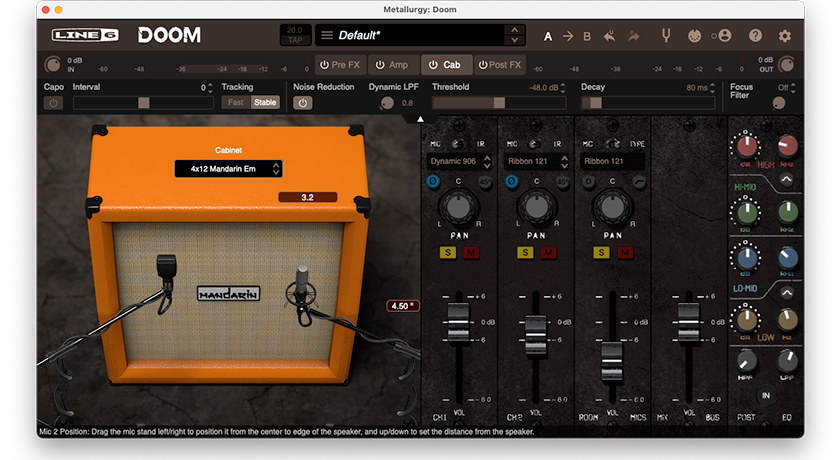 Metallurgy: Doom
LINE 6 DOOM
20.0
TAP
Default*
A B
0 dB
IN
-60 -48 -36 -24 -18 -12 -6 0
Pre FX Amp Cab Post FX
-60 -48 -36 -24 -18 -12 -6 0
0 dB
OUT
Capo Interval 0
Tracking
Fast Stable
Noise Reduction
Dynamic LPF
0.8
Threshold -48.0 dB
Decay 80 ms
Focus Filter Off
Cabinet
4x12 Mandarin Em
3.2
MANDARIN
4.50 "
MIC IR MIC IR MIC TYPE
Dynamic 906 Ribbon 121 Ribbon 121
Ø C 45° Ø C 45° D C
L R L R L R
PAN PAN PAN
S M S M S M
+6 +6 +6 +6
0 dB 0 dB 0 dB 0 dB
-6 -6 -6 -6
-60 -60 -60 -60
CH1 VOL CH2 VOL ROOM VOL MICS MIX VOL BUS
dB HIGH kHz
HI-MID
dB kHz
dB kHz
LO-MID
dB LOW Hz
HPF LPF
IN
POST EQ
Mic 2 Position: Drag the mic stand left/right to position it from the center to edge of the speaker, and up/down to set the distance from the speaker.